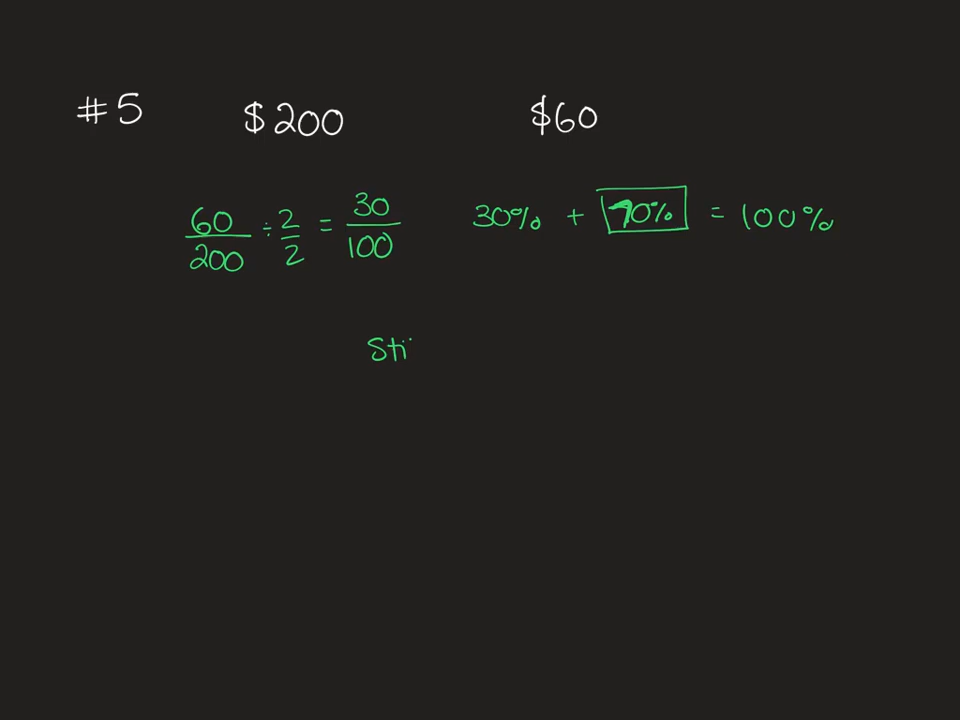 #5 $200 $60
60/200 ÷ 2/2 = 30/100 30% + 70% = 100%
Sti